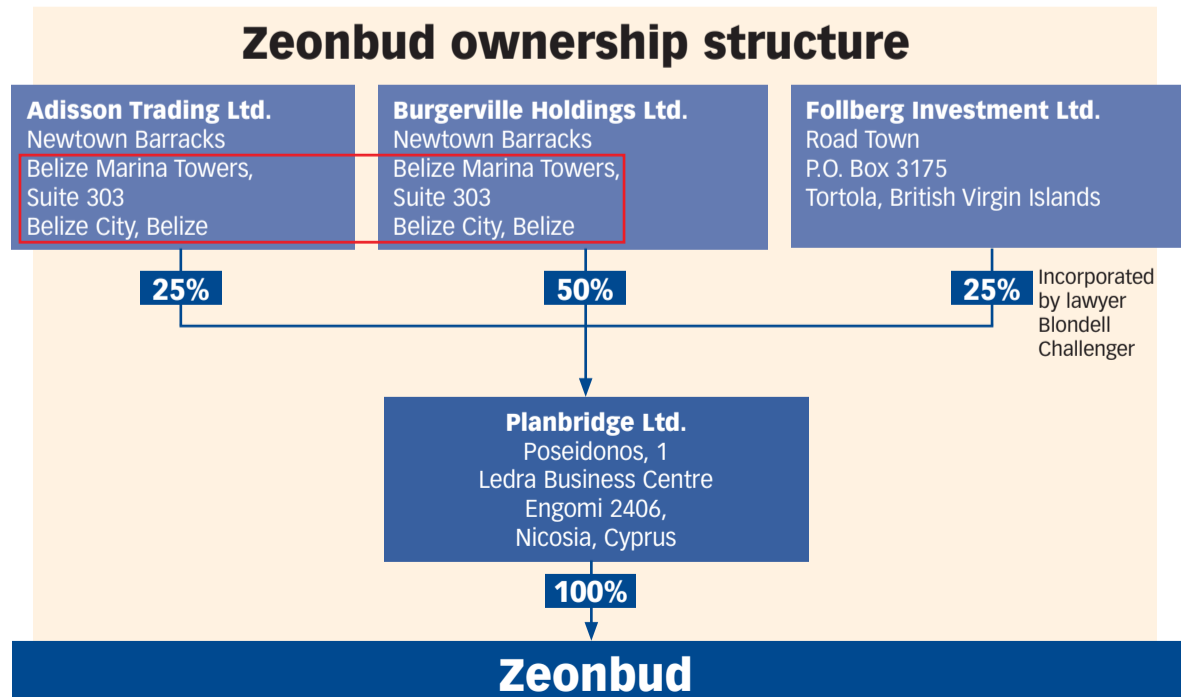 Zeonbud ownership structure
Adisson Trading Ltd.
Newtown Barracks
Belize Marina Towers,
Suite 303
Belize City, Belize
Burgerville Holdings Ltd.
Newtown Barracks
Belize Marina Towers,
Suite 303
Belize City, Belize
Follberg Investment Ltd.
Road Town
P.O. Box 3175
Tortola, British Virgin Islands
25%
50%
25%
Incorporated
by lawyer
Blondell
Challenger
Planbridge Ltd.
Poseidonos, 1
Ledra Business Centre
Engomi 2406,
Nicosia, Cyprus
100%
Zeonbud